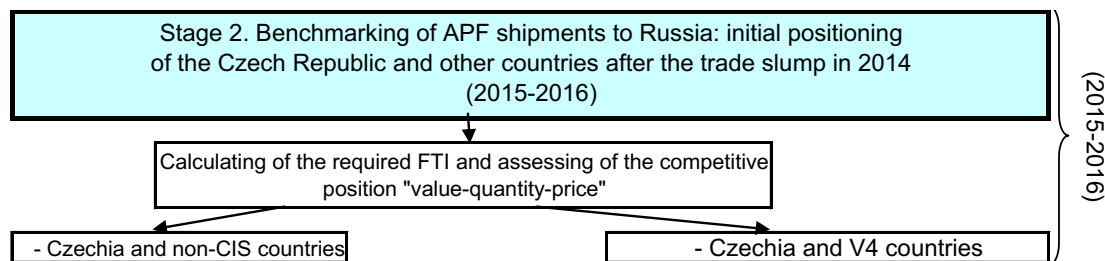 Stage 2. Benchmarking of APF shipments to Russia: initial positioning
of the Czech Republic and other countries after the trade slump in 2014
(2015-2016)
(2015-2016)
Calculating of the required FTI and assessing of the competitive
position "value-quantity-price"
- Czechia and non-CIS countries
- Czechia and V4 countries